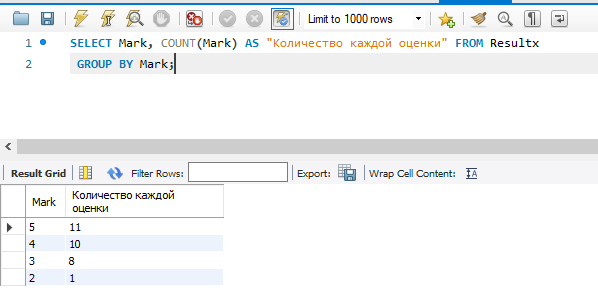 Limit to 1000 rows
1 SELECT Mark, COUNT(Mark) AS "Количество каждой оценки" FROM Resultx
2 GROUP BY Mark;
Result Grid Filter Rows: Export: Wrap Cell Content:
Mark Количество каждой
оценки
5 11
4 10
3 8
2 1